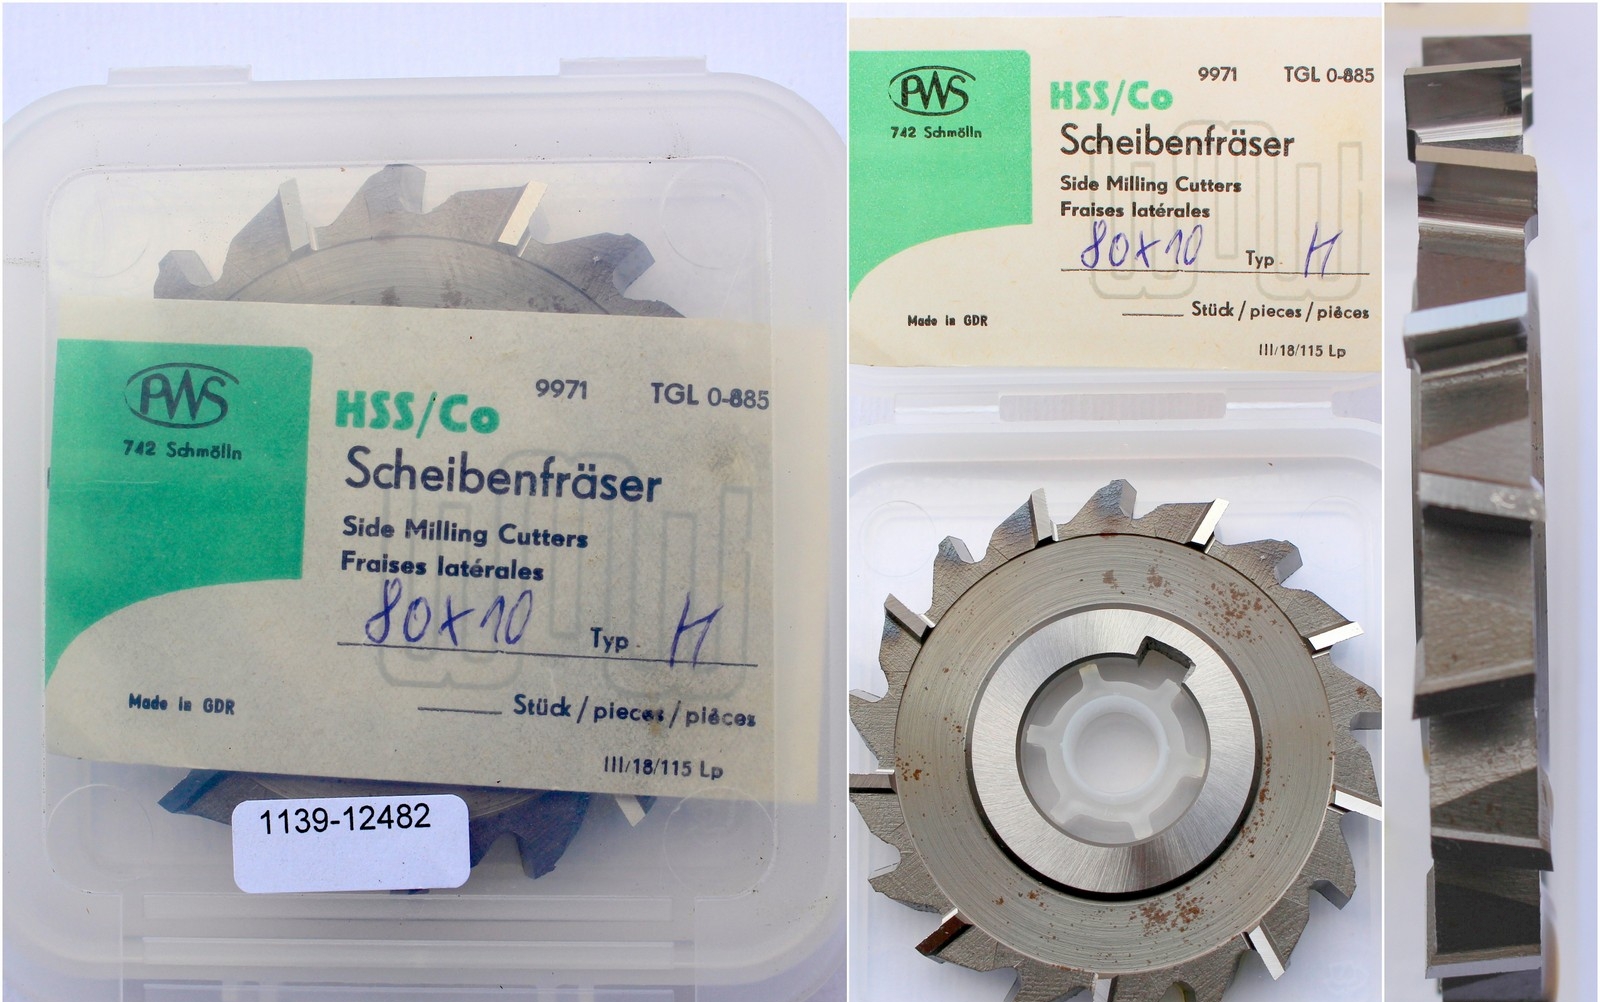 PWS
742 Schmölln
9971 TGL 0-885
HSS/Co
Scheibenfräser
Side Milling Cutters
Fraises latérales
80x10 Typ H
Made in GDR
Stück/pieces/pièces
III/18/115 Lp
1139-12482
PWS
742 Schmölln
9971 TGL 0-885
HSS/Co
Scheibenfräser
Side Milling Cutters
Fraises latérales
80x10 Typ H
Stück/pieces/pièces
Made in GDR
III/18/115 Lp